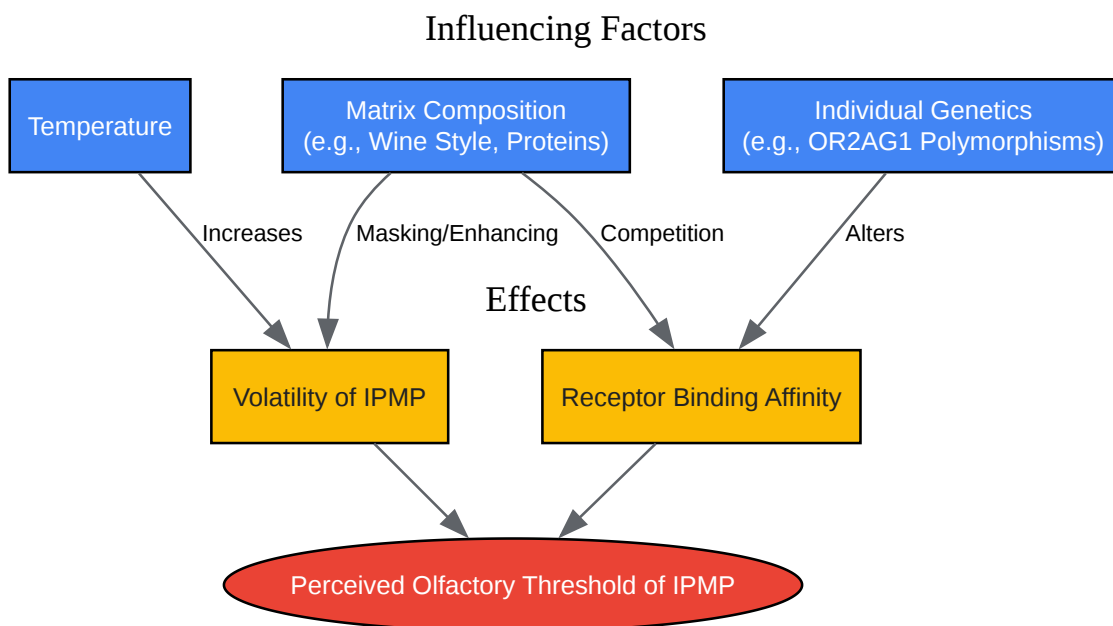 Influencing Factors
Temperature
Matrix Composition
(e.g., Wine Style, Proteins)
Individual Genetics
(e.g., OR2AG1 Polymorphisms)
Increases
Masking/Enhancing
Competition
Alters
Effects
Volatility of IPMP
Receptor Binding Affinity
Perceived Olfactory Threshold of IPMP